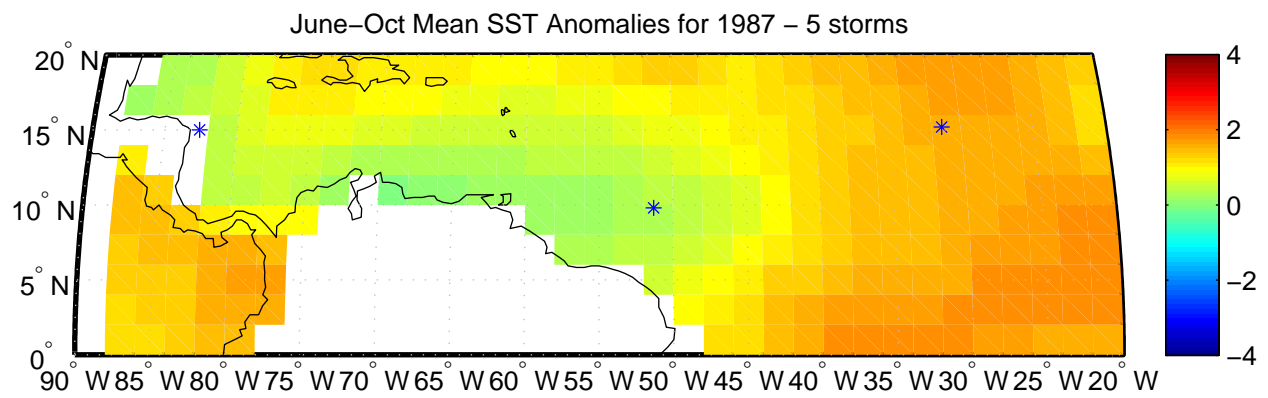 June−Oct Mean SST Anomalies for 1987 − 5 storms
20° N
15° N
10° N
5° N
0°
90° W 85° W 80° W 75° W 70° W 65° W 60° W 55° W 50° W 45° W 40° W 35° W 30° W 25° W 20° W
4
2
0
−2
−4